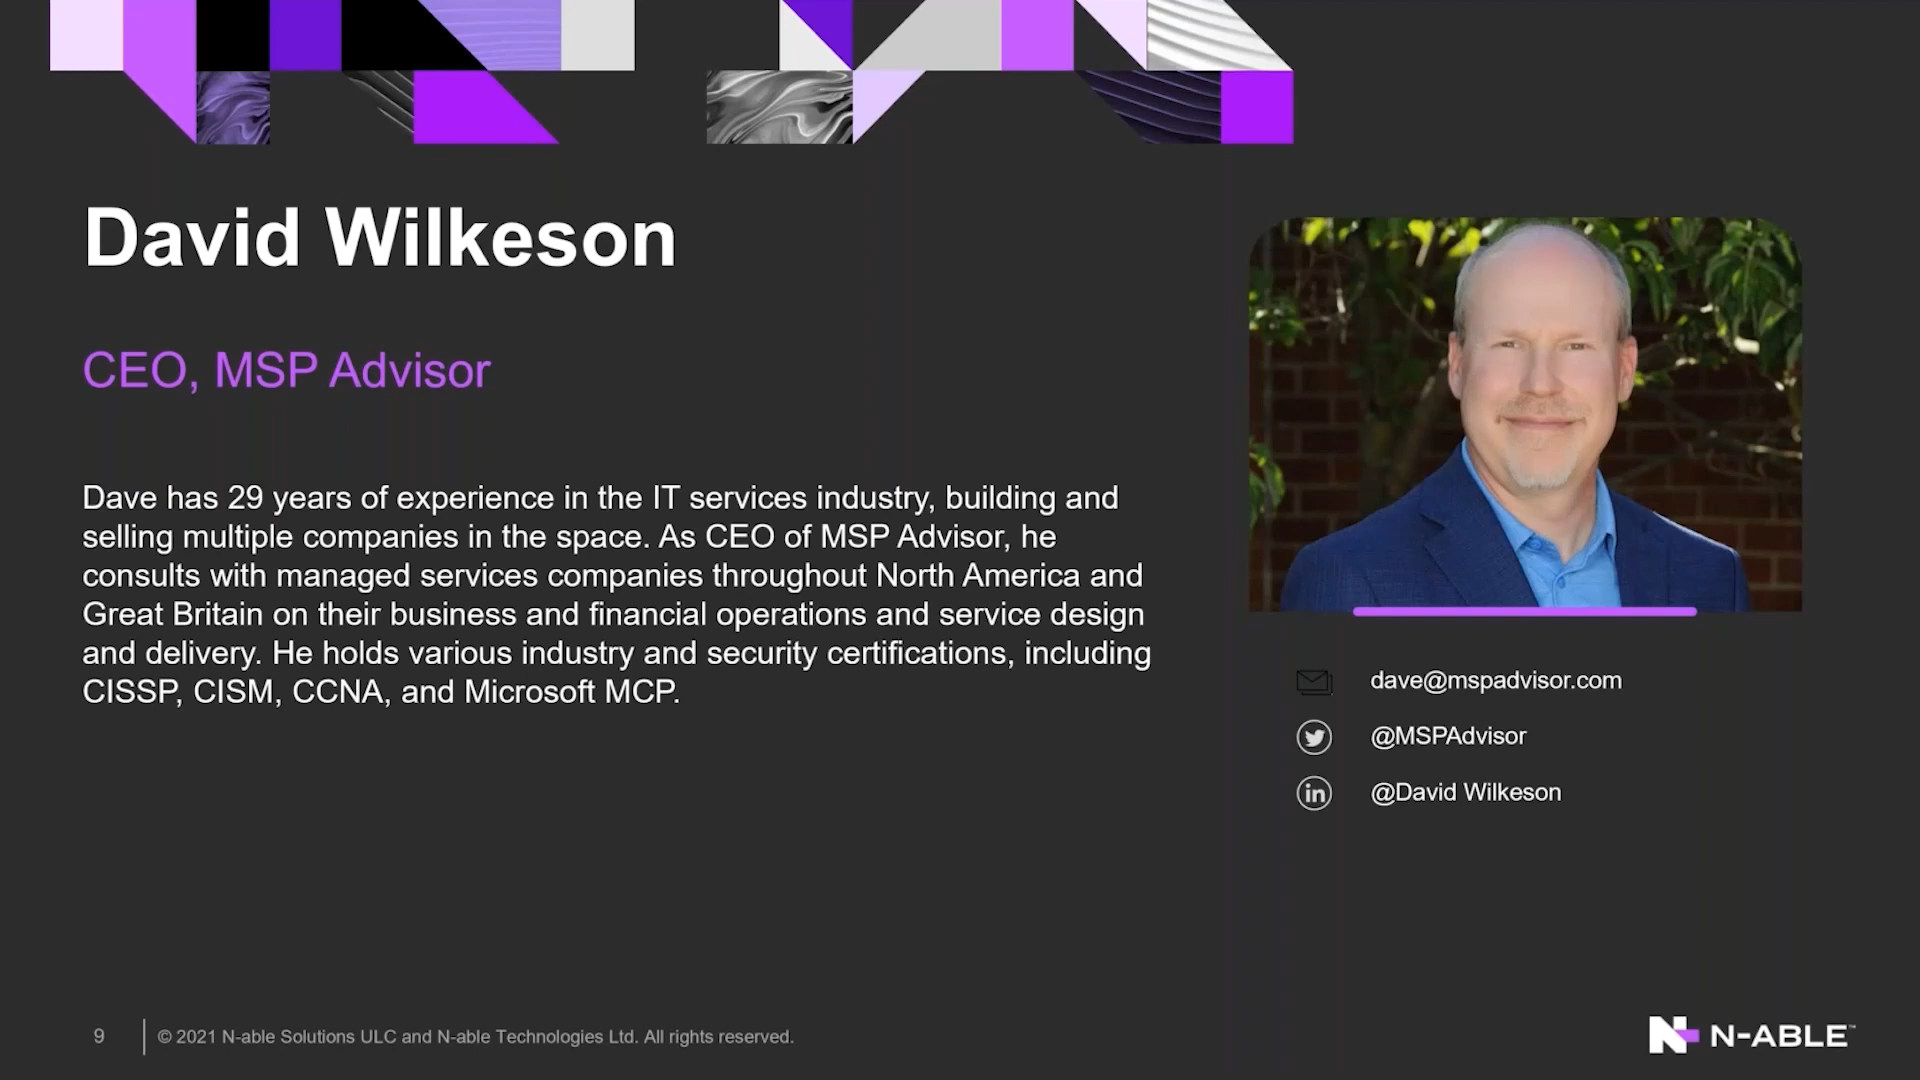 David Wilkeson
CEO, MSP Advisor
Dave has 29 years of experience in the IT services industry, building and
selling multiple companies in the space. As CEO of MSP Advisor, he
consults with managed services companies throughout North America and
Great Britain on their business and financial operations and service design
and delivery. He holds various industry and security certifications, including
CISSP, CISM, CCNA, and Microsoft MCP.
dave@mspadvisor.com
@MSPAdvisor
in
@David Wilkeson
9
© 2021 N-able Solutions ULC and N-able Technologies Ltd. All rights reserved.
N-ABLE™